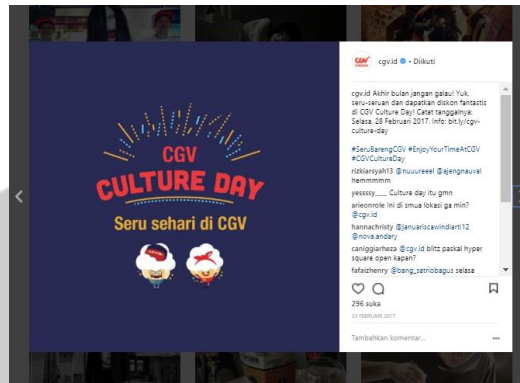 CGV
CULTURE DAY
Seru sehari di CGV
CGV
cgv.id • Diikuti
cgv.id Akhir bulan jangan galau! Yuk,
seru-seruan dan dapatkan diskon fantastis
di CGV Culture Day! Catat tanggalnya:
Selasa, 28 Februari 2017. Info: bit.ly/cgv-
culture-day
#SeruBarengCGV #EnjoyYourTimeAtCGV
#CGVCultureDay
rizkiarsyah13 @nuuureeel @ajengnauval
hemmmmm
yessssy____ Culture day itu gmn
arieonrole Ini di smua lokasi ga min?
@cgv.id
hannachristy @januariscawindiarti12
@nova.andary
caniggiarheza @cgv.id blitz paskal hyper
square open kapan?
fafaizhenry @bang_satriobagus selasa
296 suka
23 FEBRUARI 2017
Tambahkan komentar...